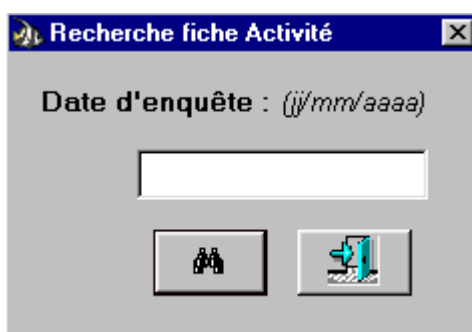 Recherche fiche Activité
Date d'enquête : (jj/mm/aaaa)